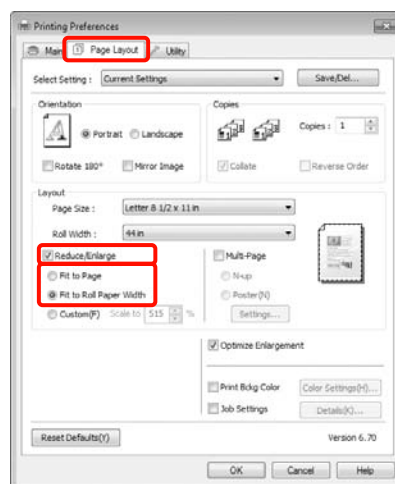 Printing Preferences
Main Page Layout Utility
Select Setting : Current Settings Save/Del...
Orientation Copies
Portrait Landscape Copies : 1
Rotate 180° Mirror Image Collate Reverse Order
Layout
Page Size : Letter 8 1/2 x 11 in
Roll Width : 44 in
Reduce/Enlarge Multi-Page
Fit to Page N-up
Fit to Roll Paper Width Poster(N)
Custom(F) Scale to 515 % Settings...
Optimize Enlargement
Print Bckg Color Color Settings(H)...
Job Settings Details(K)...
Reset Defaults(Y) Version 6.70
OK Cancel Help